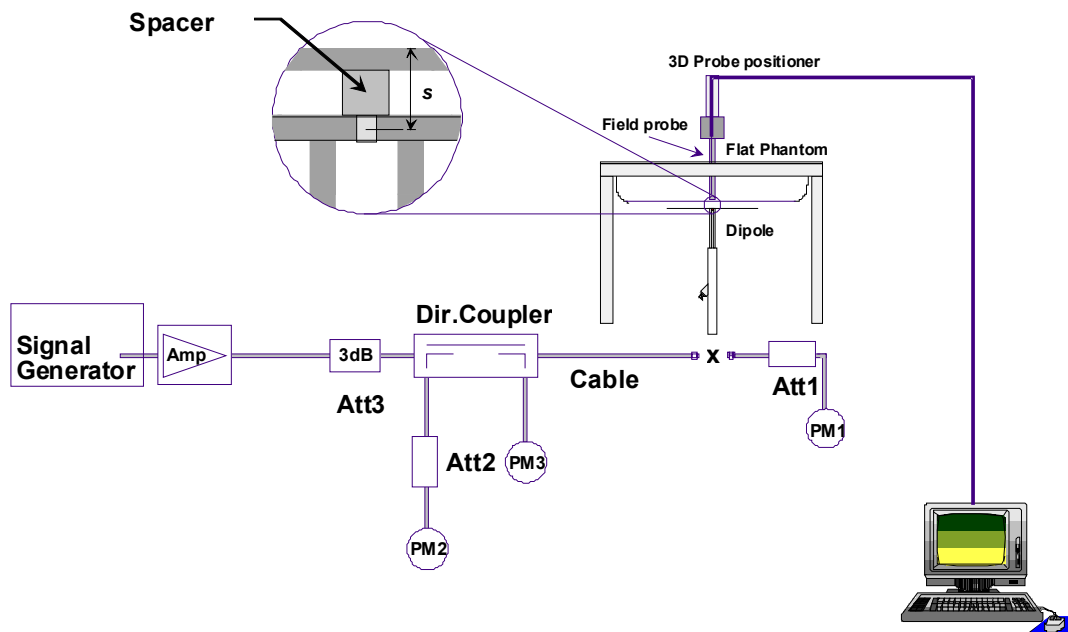 Spacer
s
3D Probe positioner
Field probe
Flat Phantom
Dipole
Dir.Coupler
Signal
Generator
Amp
3dB
Att3
Cable
x
Att1
PM1
Att2
PM3
PM2